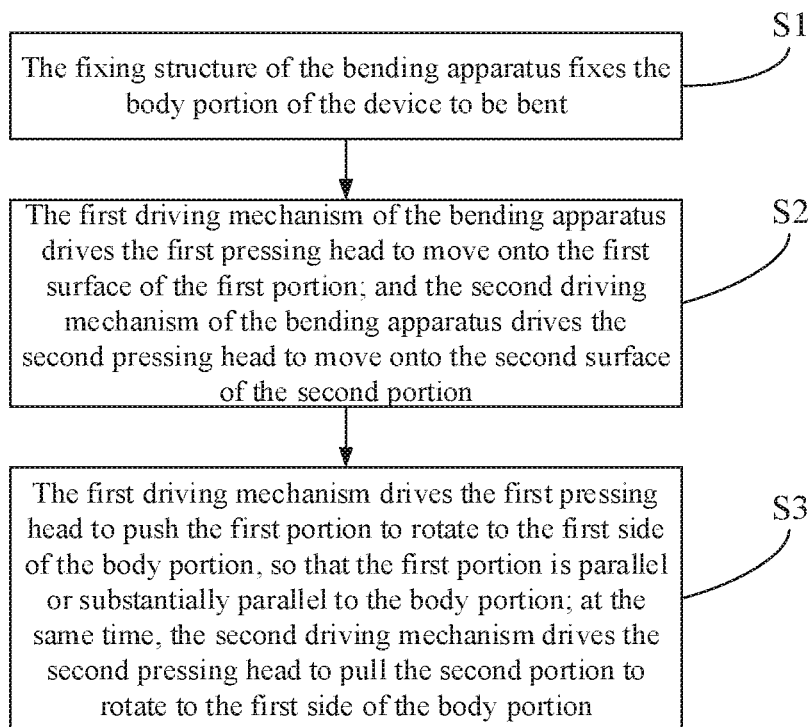 S1
The fixing structure of the bending apparatus fixes the
body portion of the device to be bent
S2
The first driving mechanism of the bending apparatus
drives the first pressing head to move onto the first
surface of the first portion; and the second driving
mechanism of the bending apparatus drives the
second pressing head to move onto the second surface
of the second portion
S3
The first driving mechanism drives the first pressing
head to push the first portion to rotate to the first side
of the body portion, so that the first portion is parallel
or substantially parallel to the body portion; at the
same time, the second driving mechanism drives the
second pressing head to pull the second portion to
rotate to the first side of the body portion